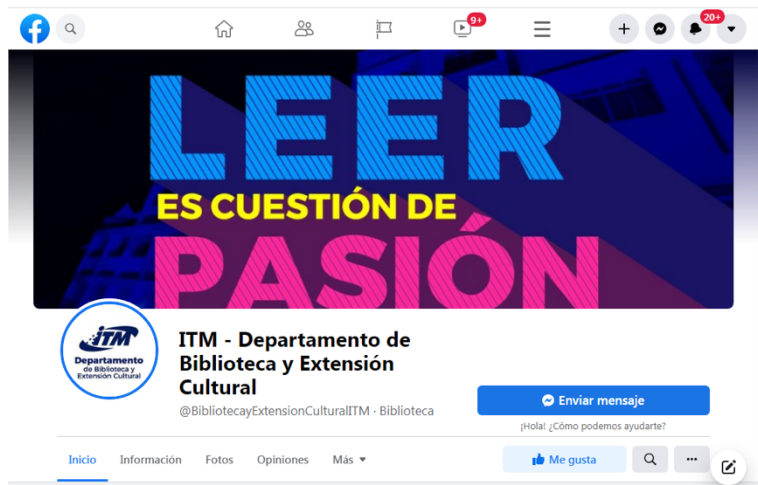 9+
20+
LEER
ES CUESTIÓN DE
PASIÓN
ITM
Departamento
de Biblioteca y
Extensión Cultural
ITM - Departamento de
Biblioteca y Extensión
Cultural
@BibliotecayExtensionCulturalITM · Biblioteca
Enviar mensaje
¡Hola! ¿Cómo podemos ayudarte?
Inicio Información Fotos Opiniones Más
Me gusta